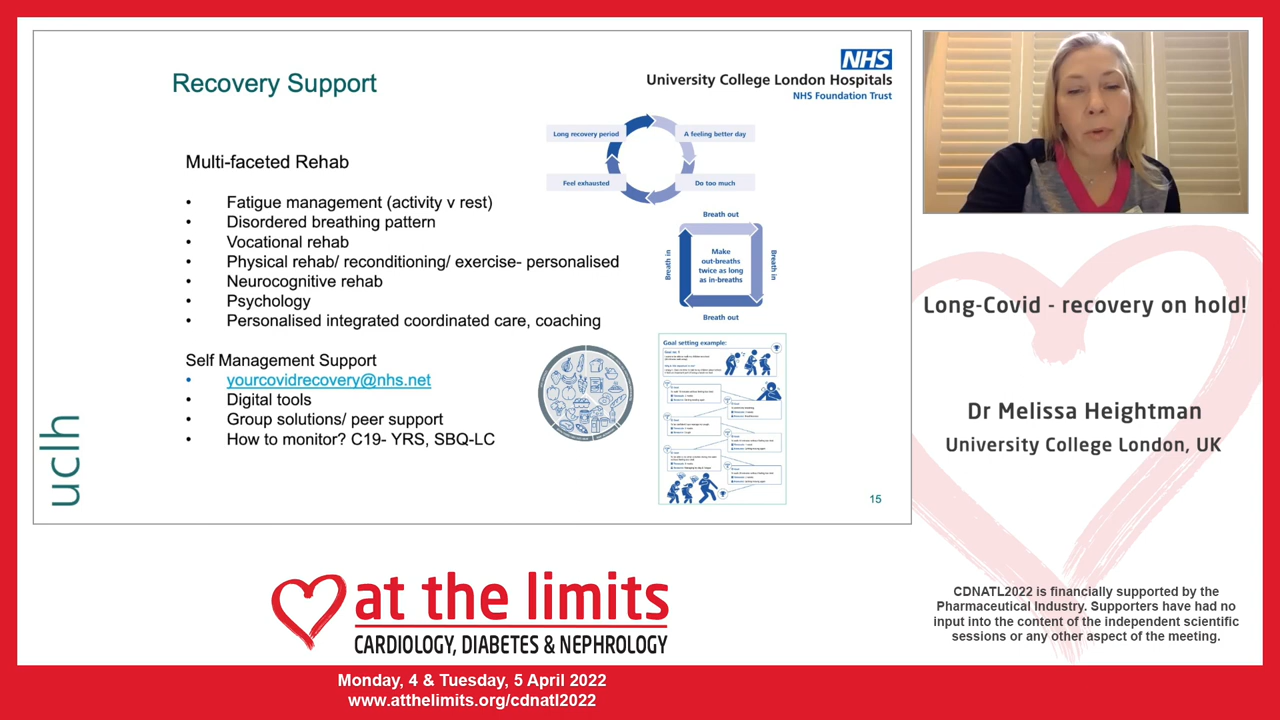 Recovery Support
NHS
University College London Hospitals
NHS Foundation Trust
Multi-faceted Rehab
• Fatigue management (activity v rest)
• Disordered breathing pattern
• Vocational rehab
• Physical rehab/ reconditioning/ exercise- personalised
• Neurocognitive rehab
• Psychology
• Personalised integrated coordinated care, coaching
Self Management Support
• yourcovidrecovery@nhs.net
• Digital tools
• Group solutions/ peer support
• How to monitor? C19- YRS, SBQ-LC
Long recovery period
A feeling better day
Feel exhausted
Do too much
Breath out
Breath in
Make
out-breaths
twice as long
as in-breaths
Breath in
Breath out
Goal setting example:
15
uclh
Long-Covid - recovery on hold!
Dr Melissa Heightman
University College London, UK
CDNATL2022 is financially supported by the
Pharmaceutical Industry. Supporters have had no
input into the content of the independent scientific
sessions or any other aspect of the meeting.
at the limits
CARDIOLOGY, DIABETES & NEPHROLOGY
Monday, 4 & Tuesday, 5 April 2022
www.atthelimits.org/cdnatl2022